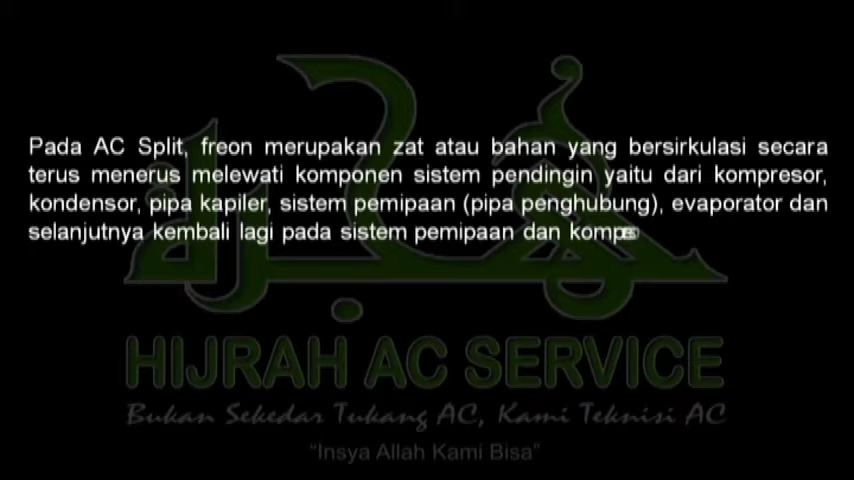 Pada AC Split, freon merupakan zat atau bahan yang bersirkulasi secara
terus menerus melewati komponen sistem pendingin yaitu dari kompresor,
kondensor, pipa kapiler, sistem pemipaan (pipa penghubung), evaporator dan
selanjutnya kembali lagi pada sistem pemipaan dan
هجرة
HIJRAH AC SERVICE
Bukan Sekedar Tukang AC, Kami Teknisi AC
“Insya Allah Kami Bisa”